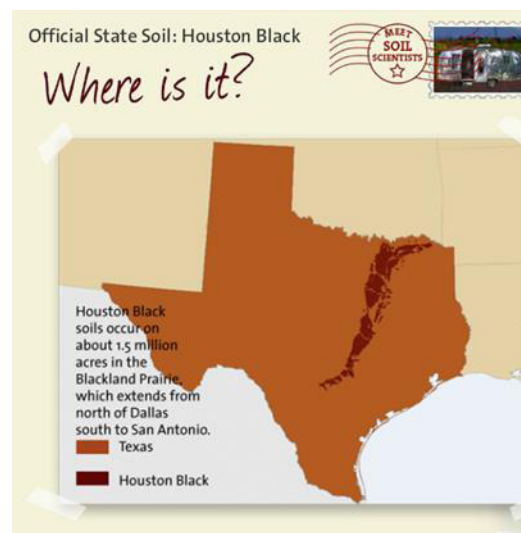 Official State Soil: Houston Black
MEET
SOIL
SCIENTISTS
Where is it?
Houston Black
soils occur on
about 1.5 million
acres in the
Blackland Prairie,
which extends from
north of Dallas
south to San Antonio.
Texas
Houston Black